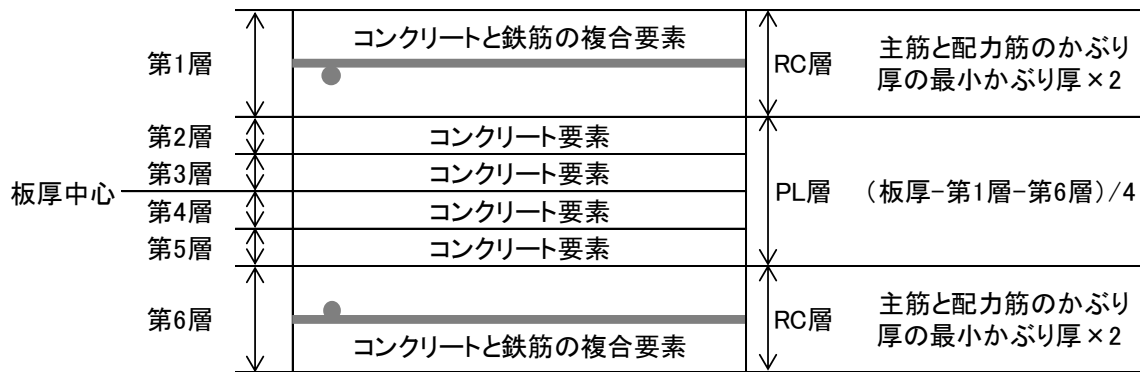 第1層
コンクリートと鉄筋の複合要素
RC層
主筋と配力筋のかぶり
厚の最小かぶり厚×2
第2層
コンクリート要素
第3層
コンクリート要素
板厚中心
PL層
(板厚-第1層-第6層)/4
第4層
コンクリート要素
第5層
コンクリート要素
第6層
コンクリートと鉄筋の複合要素
RC層
主筋と配力筋のかぶり
厚の最小かぶり厚×2